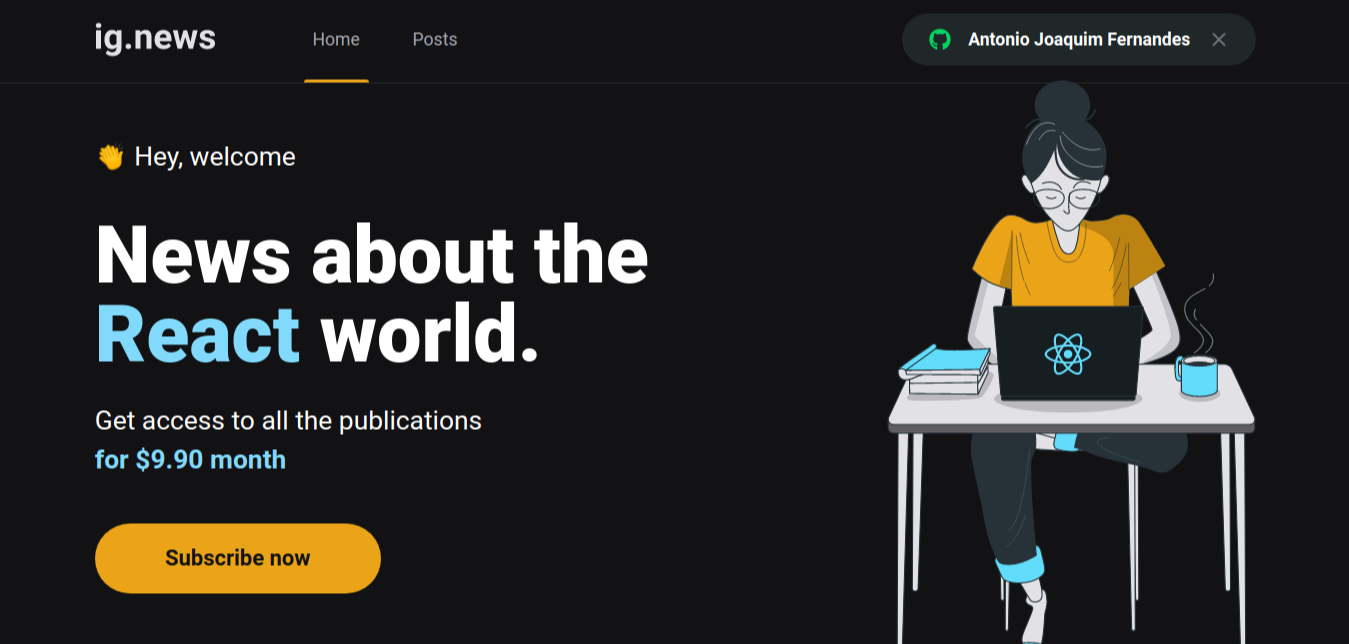 ig.news
Home
Posts
Antonio Joaquim Fernandes
👏 Hey, welcome
News about the
React world.
Get access to all the publications
for $9.90 month
Subscribe now